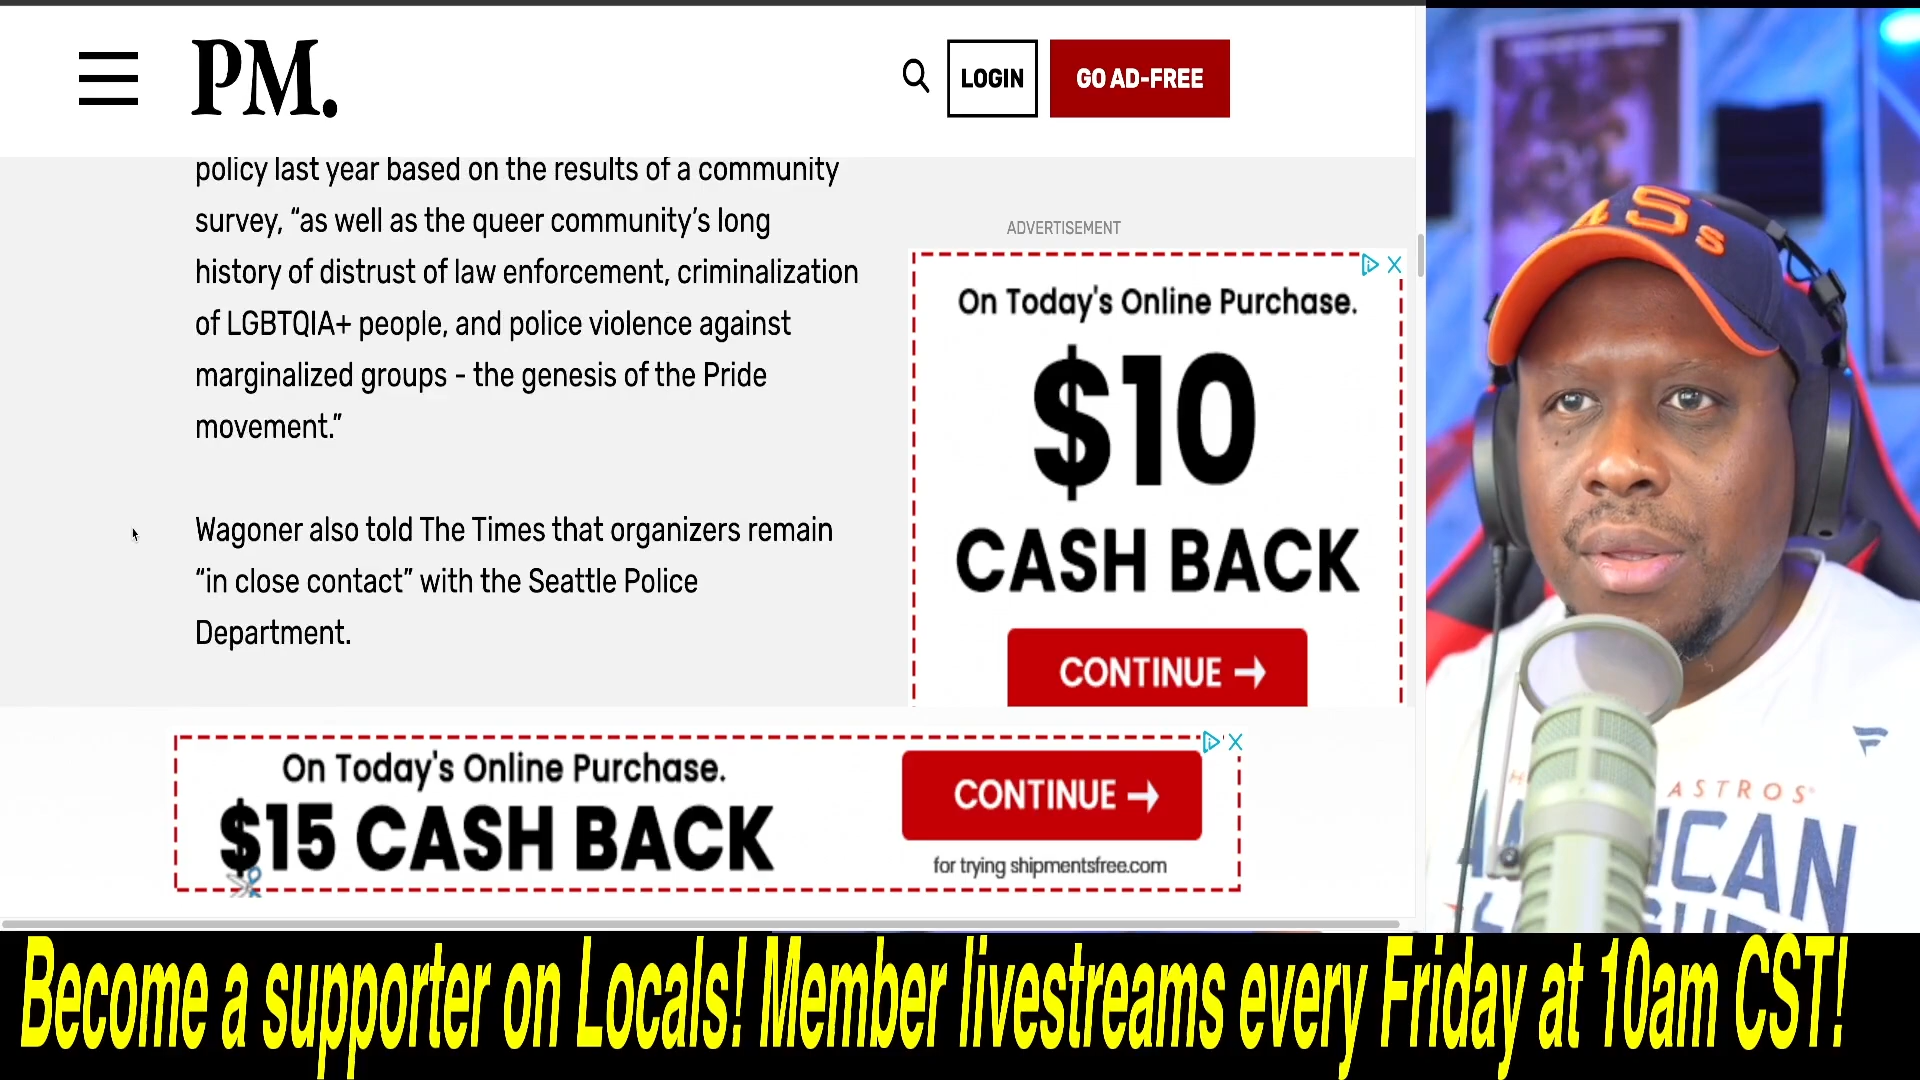 PM.
LOGIN
GO AD-FREE
policy last year based on the results of a community
survey, “as well as the queer community’s long
history of distrust of law enforcement, criminalization
of LGBTQIA+ people, and police violence against
marginalized groups - the genesis of the Pride
movement.”
Wagoner also told The Times that organizers remain
“in close contact” with the Seattle Police
Department.
ADVERTISEMENT
On Today's Online Purchase.
$10
CASH BACK
CONTINUE →
On Today's Online Purchase.
$15 CASH BACK
CONTINUE →
for trying shipmentsfree.com
S
s
ASTROS
Become a supporter on Locals! Member livestreams every Friday at 10am CST!